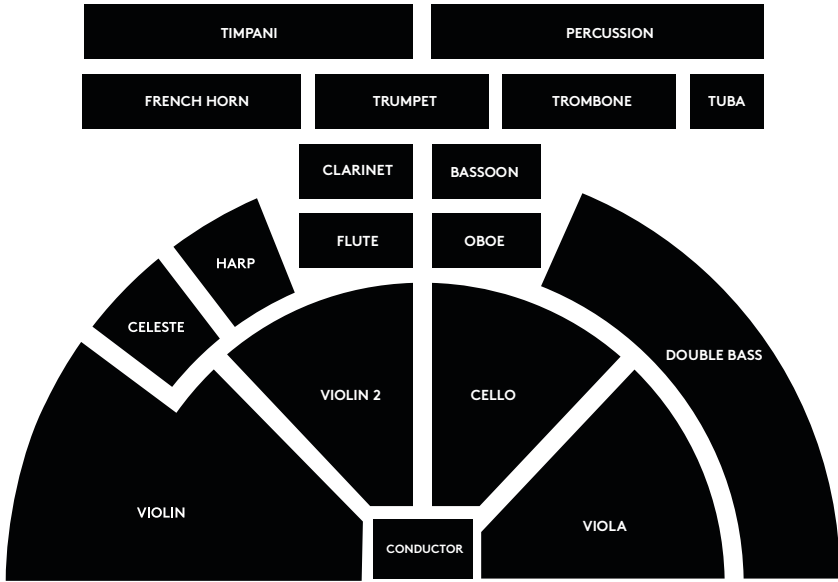 TIMPANI
PERCUSSION
FRENCH HORN
TRUMPET
TROMBONE
TUBA
CLARINET
BASSOON
FLUTE
OBOE
HARP
CELESTE
DOUBLE BASS
VIOLIN 2
CELLO
VIOLIN
VIOLA
CONDUCTOR